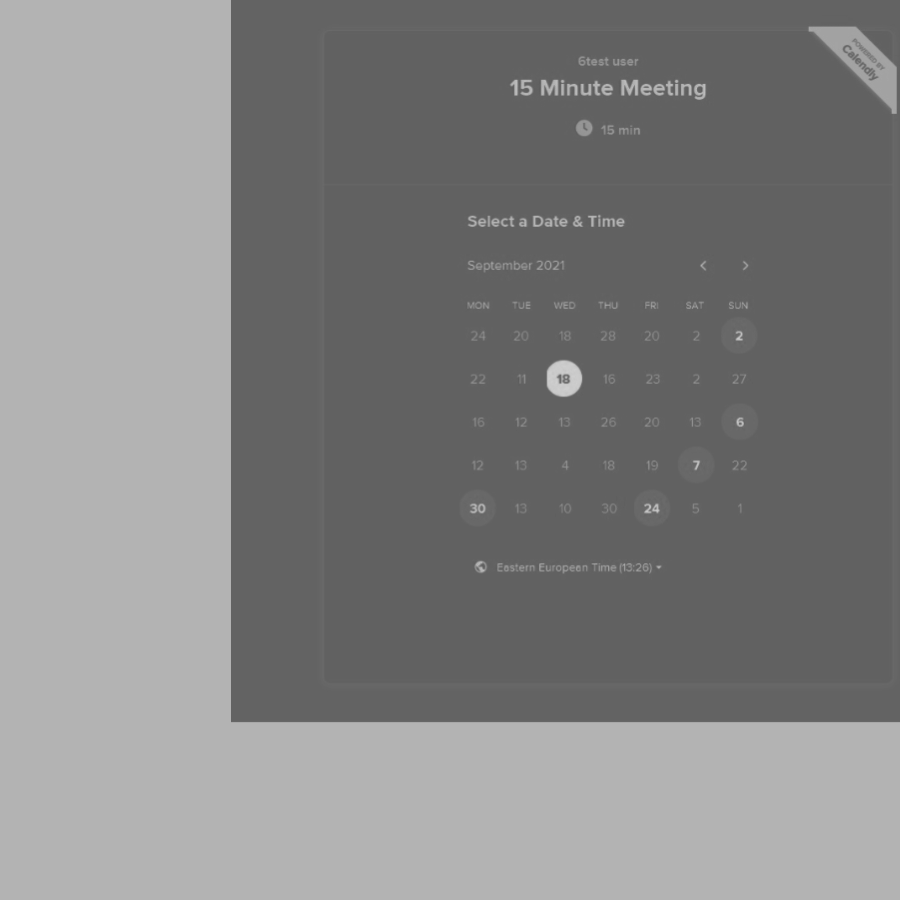 POWERED BY
Calendly
6test user
15 Minute Meeting
15 min
Select a Date & Time
September 2021
MON TUE WED THU FRI SAT SUN
24 20 18 28 20 2 2
22 11 18 16 23 2 27
16 12 13 26 20 13 6
12 13 4 18 19 7 22
30 13 10 30 24 5 1
Eastern European Time (13:26)